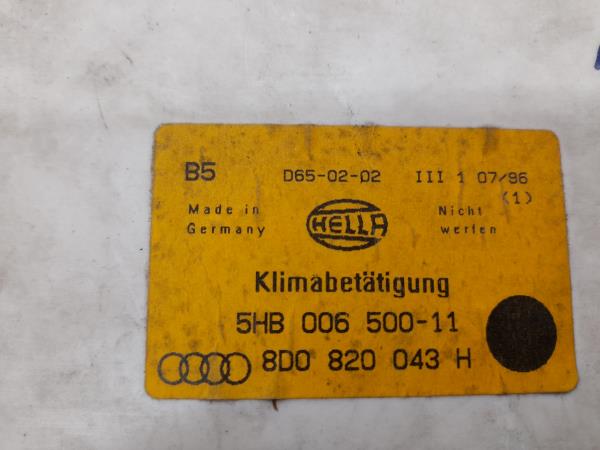 B5 D65-02-02 III 1 07/96
(1)
Made in Germany
HELLA
Nicht werfen
Klimabetätigung
5HB 006 500-11
8D0 820 043 H